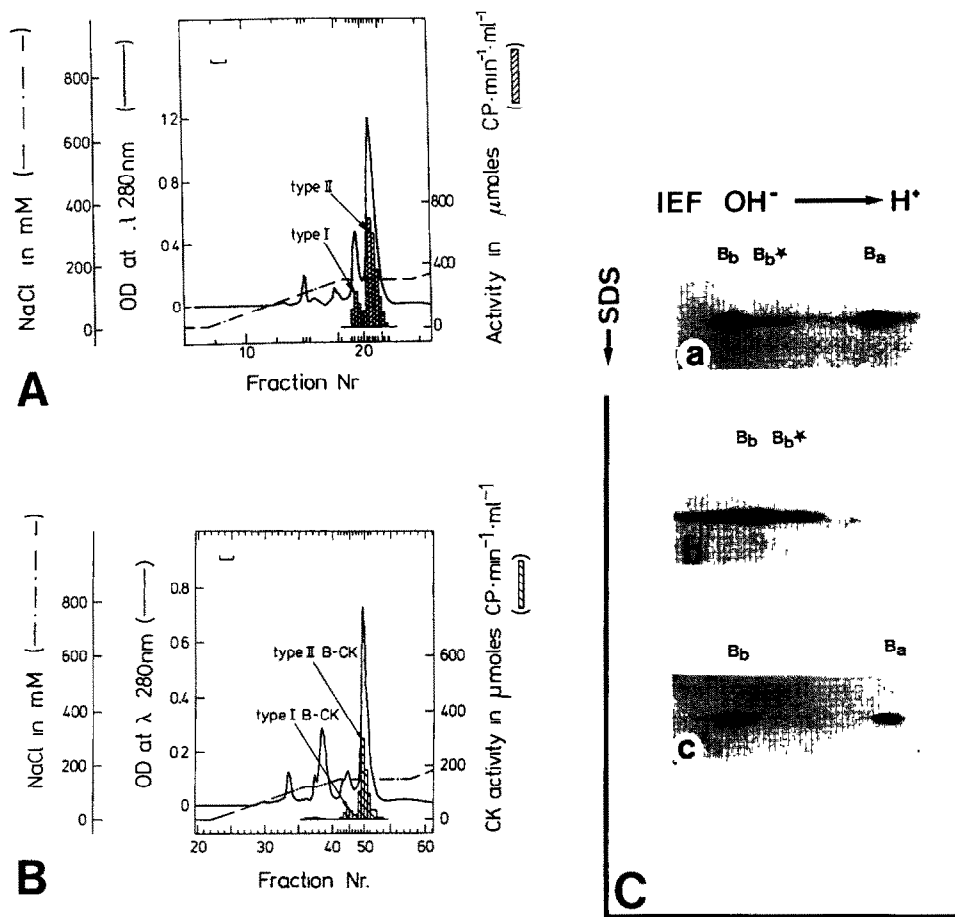 NaCl in mM (— · — · —)
800
600
400
200
0
OD at λ 280nm (——)
1.2
0.8
0.4
0
type II
type I
10
20
Fraction Nr
800
400
0
Activity in μmoles CP·min⁻¹·ml⁻¹
A
NaCl in mM (— · — · —)
800
600
400
200
0
OD at λ 280nm (——)
0.8
0.6
0.4
0.2
0
type II B-CK
type I B-CK
20 30 40 50 60
Fraction Nr.
600
400
200
0
CK activity in μmoles CP·min⁻¹·ml⁻¹
B
IEF OH⁻ → H⁺
SDS
Bb Bb* Ba
a
Bb Bb*
b
Bb Ba
c
C